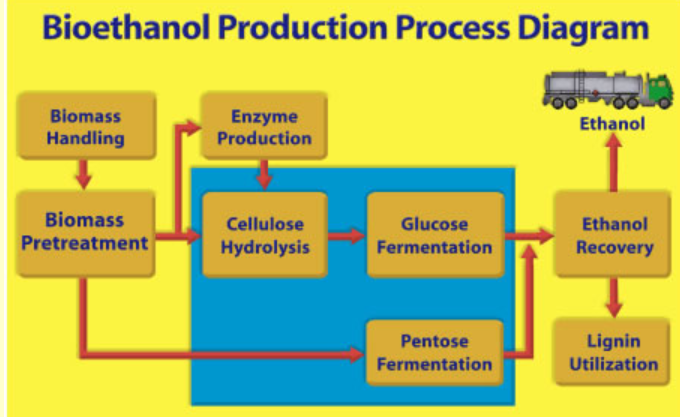 Bioethanol Production Process Diagram
Biomass
Handling
Enzyme
Production
Ethanol
Biomass
Pretreatment
Cellulose
Hydrolysis
Glucose
Fermentation
Ethanol
Recovery
Pentose
Fermentation
Lignin
Utilization